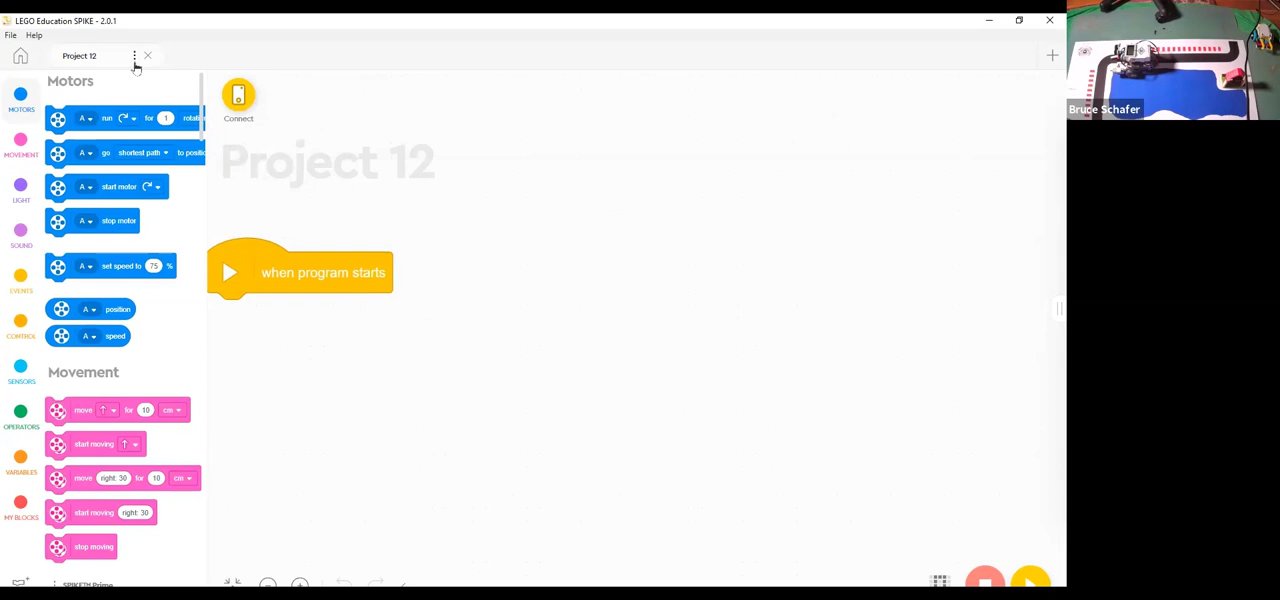 LEGO Education SPIKE - 2.0.1
File Help
Project 12
Motors
MOTORS
A run for 1
A go shortest path to
A start motor
A stop motor
A set speed to 75 %
A position
A speed
Movement
move for 10 cm
start moving
move right: 30 for 10 cm
start moving right: 30
stop moving
MOVEMENT
LIGHT
SOUND
EVENTS
CONTROL
SENSORS
OPERATORS
VARIABLES
MY BLOCKS
Connect
Project 12
when program starts
Bruce Schafer